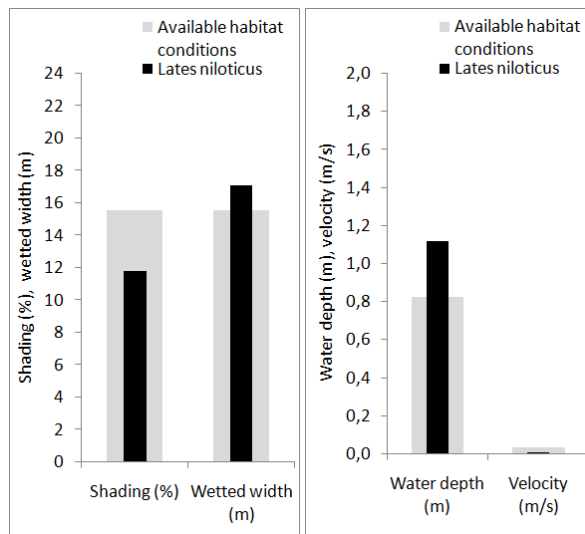 Available habitat
conditions
Lates niloticus
Shading (%), wetted width (m)
24
22
20
18
16
14
12
10
8
6
4
2
0
Shading (%)
Wetted width
(m)
Available habitat
conditions
Lates niloticus
Water depth (m), velocity (m/s)
2,0
1,8
1,6
1,4
1,2
1,0
0,8
0,6
0,4
0,2
0,0
Water depth
(m)
Velocity
(m/s)